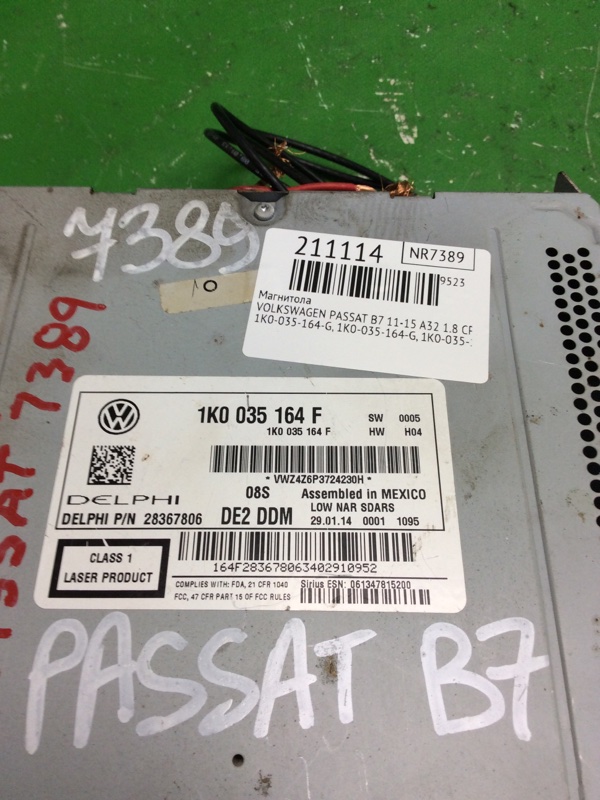 7389
211114
NR7389
9523
Магнитола
VOLKSWAGEN PASSAT B7 11-15 A32 1.8
1K0-035-164-G, 1K0-035-164-G, 1K0-035-
10
PASSAT 7389
1K0 035 164 F
SW 0005
1K0 035 164 F
HW H04
* VWZ4Z6P3724230H *
DELPHI
08S Assembled in MEXICO
LOW NAR SDARS
DELPHI P/N 28367806 DE2 DDM 29.01.14 0001 1095
CLASS 1
LASER PRODUCT
164F283678063402910952
COMPLIES WITH: FDA, 21 CFR 1040
FCC, 47 CFR PART 15 OF FCC RULES
Sirius ESN: 061347815200
PASSAT B7